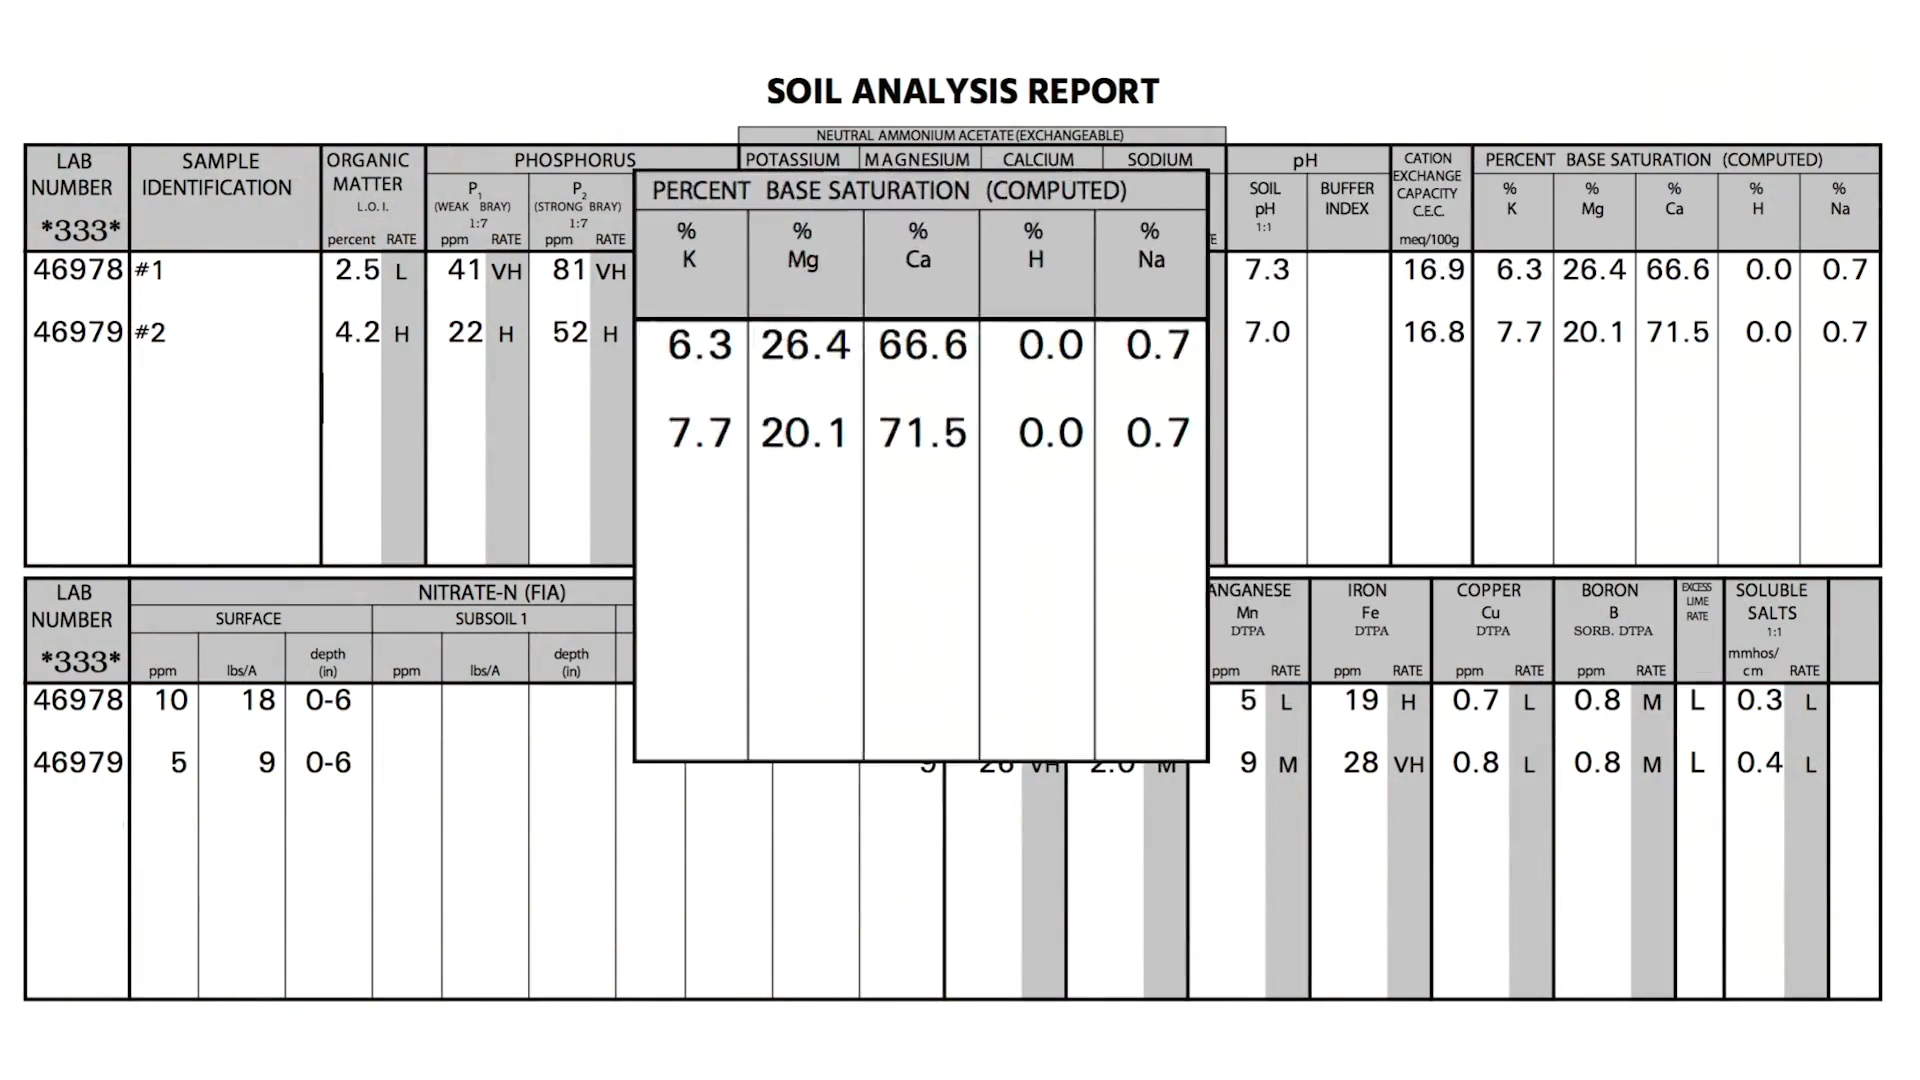 SOIL ANALYSIS REPORT
NEUTRAL AMMONIUM ACETATE (EXCHANGEABLE)
LAB NUMBER *333* SAMPLE IDENTIFICATION ORGANIC MATTER L.O.I. percent RATE PHOSPHORUS P1 (WEAK BRAY) 1:7 ppm RATE P2 (STRONG BRAY) 1:7 ppm RATE POTASSIUM MAGNESIUM CALCIUM SODIUM pH SOIL pH 1:1 BUFFER INDEX CATION EXCHANGE CAPACITY C.E.C. meq/100g PERCENT BASE SATURATION (COMPUTED) % K % Mg % Ca % H % Na
46978 #1 2.5 L 41 VH 81 VH 7.3 16.9 6.3 26.4 66.6 0.0 0.7
46979 #2 4.2 H 22 H 52 H 7.0 16.8 7.7 20.1 71.5 0.0 0.7
PERCENT BASE SATURATION (COMPUTED)
% K % Mg % Ca % H % Na
6.3 26.4 66.6 0.0 0.7
7.7 20.1 71.5 0.0 0.7
LAB NUMBER *333* NITRATE-N (FIA) SURFACE ppm lbs/A depth (in) SUBSOIL 1 ppm lbs/A depth (in) Mn DTPA ppm RATE IRON Fe DTPA ppm RATE COPPER Cu DTPA ppm RATE BORON B SORB. DTPA ppm RATE EXCESS LIME RATE SOLUBLE SALTS 1:1 mmhos/cm RATE
46978 10 18 0-6 5 L 19 H 0.7 L 0.8 M L 0.3 L
46979 5 9 0-6 9 M 28 VH 0.8 L 0.8 M L 0.4 L